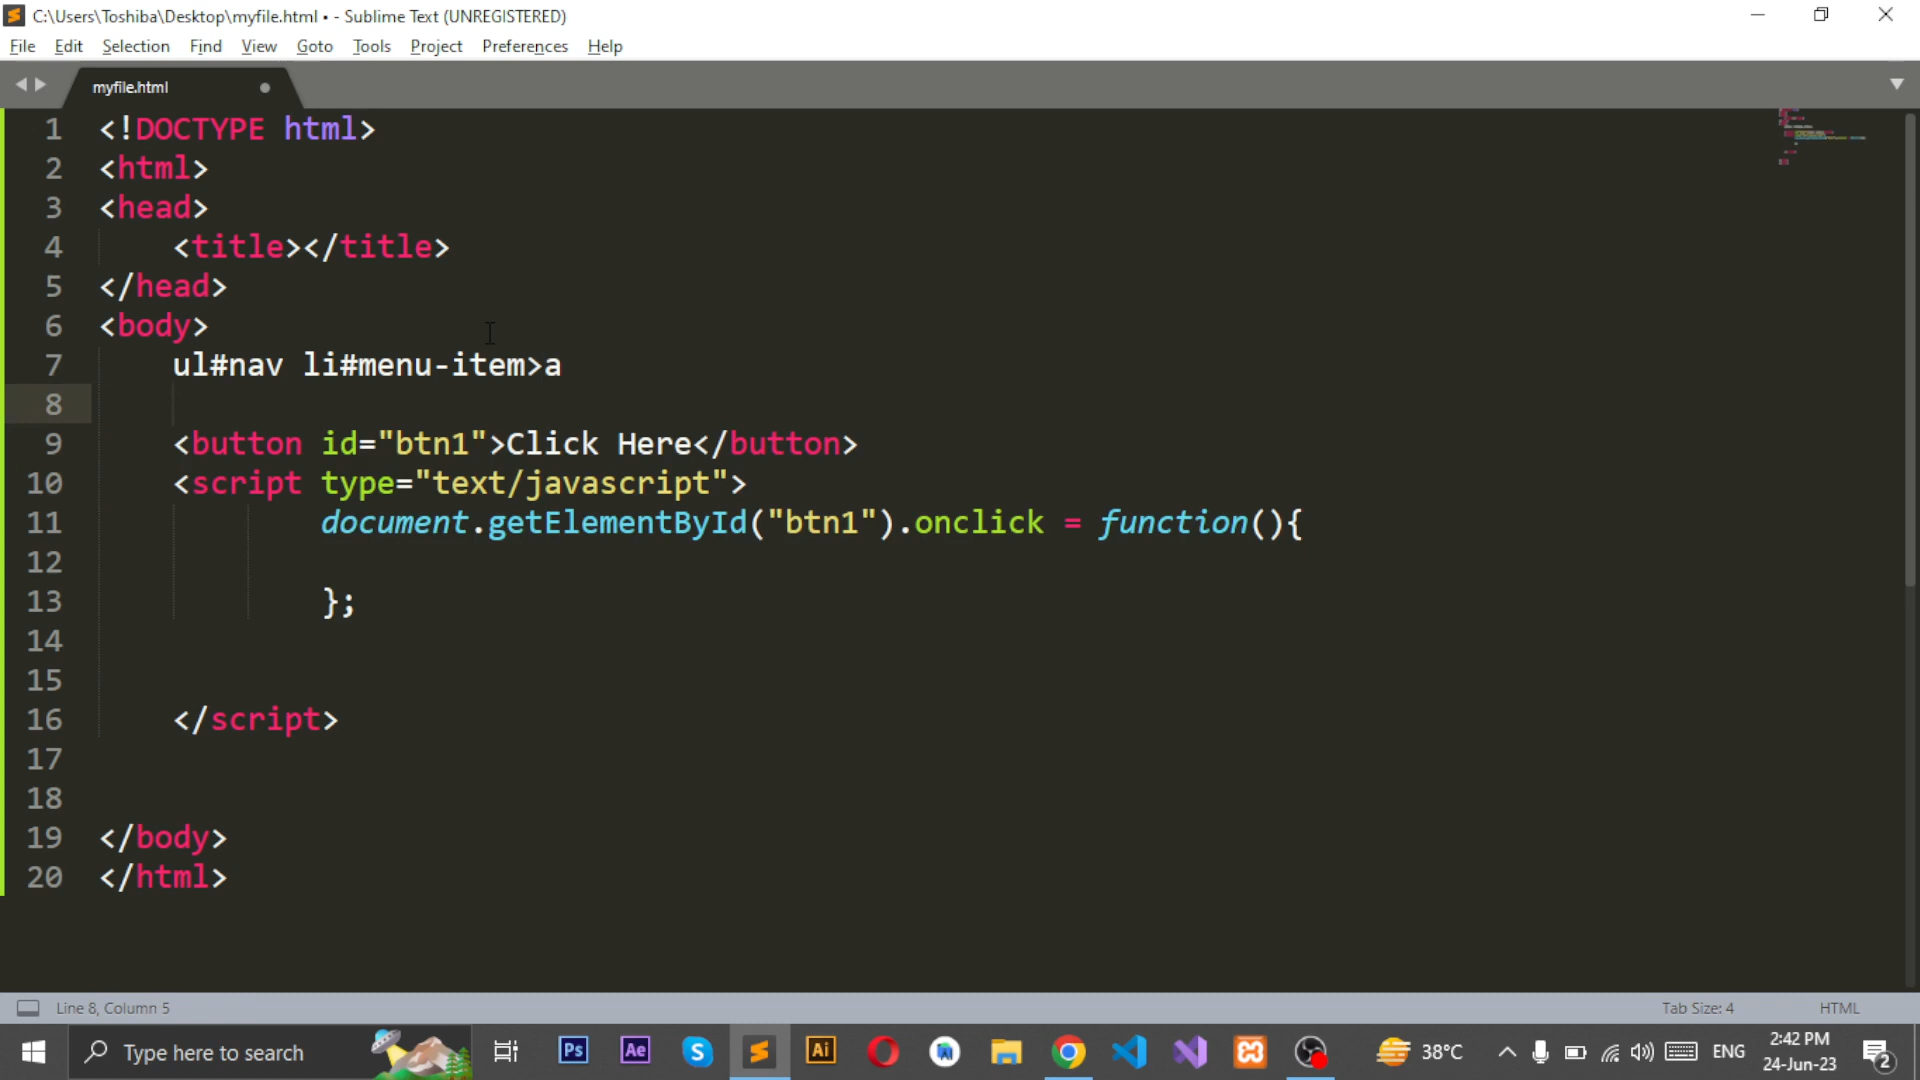 C:\Users\Toshiba\Desktop\myfile.html • - Sublime Text (UNREGISTERED)
File Edit Selection Find View Goto Tools Project Preferences Help
myfile.html
1 <!DOCTYPE html>
2 <html>
3 <head>
4 <title></title>
5 </head>
6 <body>
7 ul#nav li#menu-item>a
8
9 <button id="btn1">Click Here</button>
10 <script type="text/javascript">
11 document.getElementById("btn1").onclick = function(){
12
13 };
14
15
16 </script>
17
18
19 </body>
20 </html>
Line 8, Column 5 Tab Size: 4 HTML
Type here to search Ps Ae S Ai 38°C ENG 2:42 PM
24-Jun-23 2